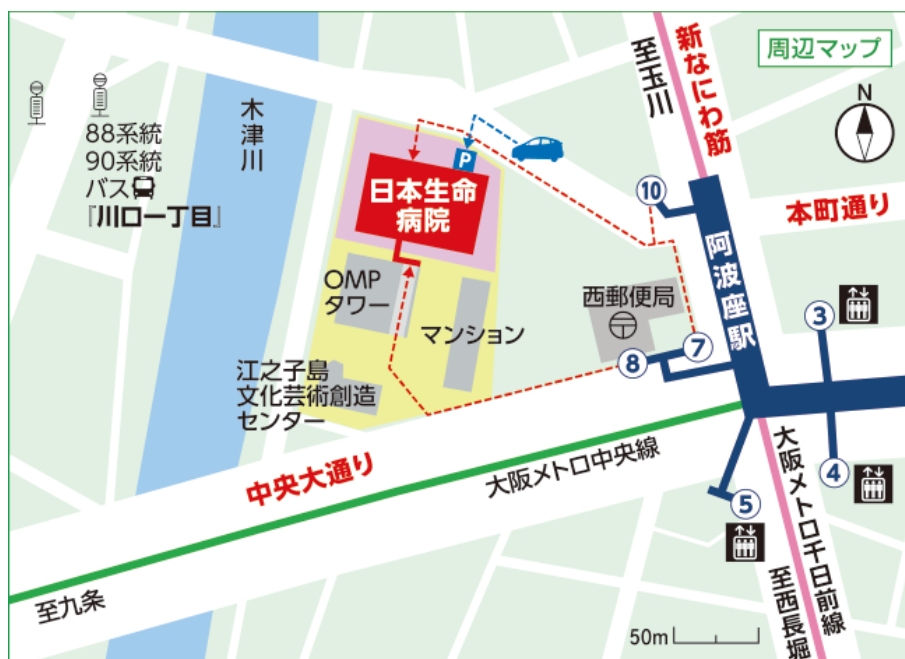 周辺マップ
N
至玉川
新なにわ筋
88系統
90系統
バス
『川口一丁目』
木津川
P
日本生命
病院
10
本町通り
阿波座駅
OMP
タワー
マンション
西郵便局
〒
3
7
8
江之子島
文化芸術創造
センター
中央大通り
大阪メトロ中央線
4
5
大阪メトロ千日前線
至九条
至西長堀
50m